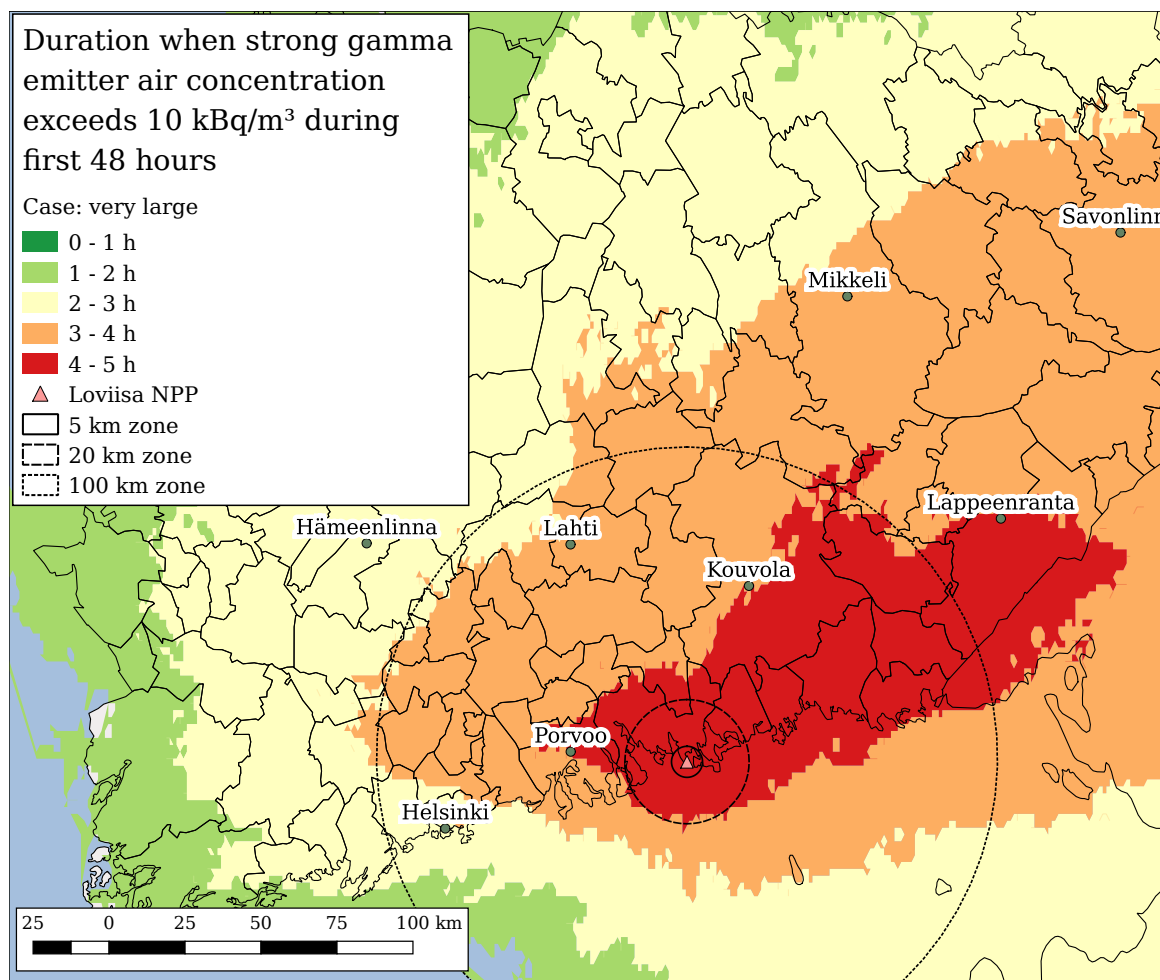 Duration when strong gamma
emitter air concentration
exceeds 10 kBq/m³ during
first 48 hours
Case: very large
0 - 1 h
1 - 2 h
2 - 3 h
3 - 4 h
4 - 5 h
Loviisa NPP
5 km zone
20 km zone
100 km zone
Savonlinn
Mikkeli
Lappeenranta
Hämeenlinna
Lahti
Kouvola
Porvoo
Helsinki
25 0 25 50 75 100 km